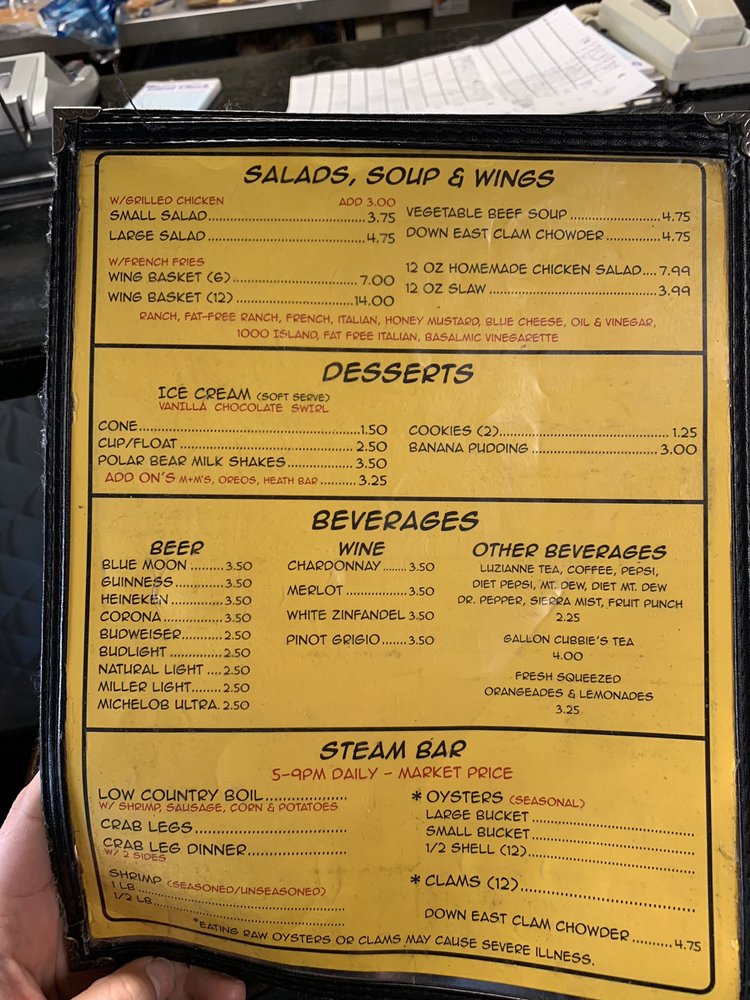 SALADS, SOUP & WINGS
W/GRILLED CHICKEN ADD 3.00
SMALL SALAD 3.75
LARGE SALAD 4.75
W/FRENCH FRIES
WING BASKET (6) 7.00
WING BASKET (12) 14.00
VEGETABLE BEEF SOUP 4.75
DOWN EAST CLAM CHOWDER 4.75
12 OZ HOMEMADE CHICKEN SALAD 7.99
12 OZ SLAW 3.99
RANCH, FAT-FREE RANCH, FRENCH, ITALIAN, HONEY MUSTARD, BLUE CHEESE, OIL & VINEGAR,
1000 ISLAND, FAT FREE ITALIAN, BASALMIC VINEGARETTE
DESSERTS
ICE CREAM (SOFT SERVE)
VANILLA CHOCOLATE SWIRL
CONE 1.50
CUP/FLOAT 2.50
POLAR BEAR MILK SHAKES 3.50
ADD ON'S M+M'S, OREOS, HEATH BAR 3.25
COOKIES (2) 1.25
BANANA PUDDING 3.00
BEVERAGES
BEER
BLUE MOON 3.50
GUINNESS 3.50
HEINEKEN 3.50
CORONA 3.50
BUDWEISER 2.50
BUDLIGHT 2.50
NATURAL LIGHT 2.50
MILLER LIGHT 2.50
MICHELOB ULTRA 2.50
WINE
CHARDONNAY 3.50
MERLOT 3.50
WHITE ZINFANDEL 3.50
PINOT GRIGIO 3.50
OTHER BEVERAGES
LUZIANNE TEA, COFFEE, PEPSI,
DIET PEPSI, MT. DEW, DIET MT. DEW
DR. PEPPER, SIERRA MIST, FRUIT PUNCH
2.25
GALLON CUBBIE'S TEA
4.00
FRESH SQUEEZED
ORANGEADES & LEMONADES
3.25
STEAM BAR
5-9PM DAILY - MARKET PRICE
LOW COUNTRY BOIL
W/ SHRIMP, SAUSAGE, CORN & POTATOES
CRAB LEGS
CRAB LEG DINNER
W/ 2 SIDES
SHRIMP (SEASONED/UNSEASONED)
1 LB
1/2 LB
* OYSTERS (SEASONAL)
LARGE BUCKET
SMALL BUCKET
1/2 SHELL (12)
* CLAMS (12)
DOWN EAST CLAM CHOWDER 4.75
*EATING RAW OYSTERS OR CLAMS MAY CAUSE SEVERE ILLNESS.